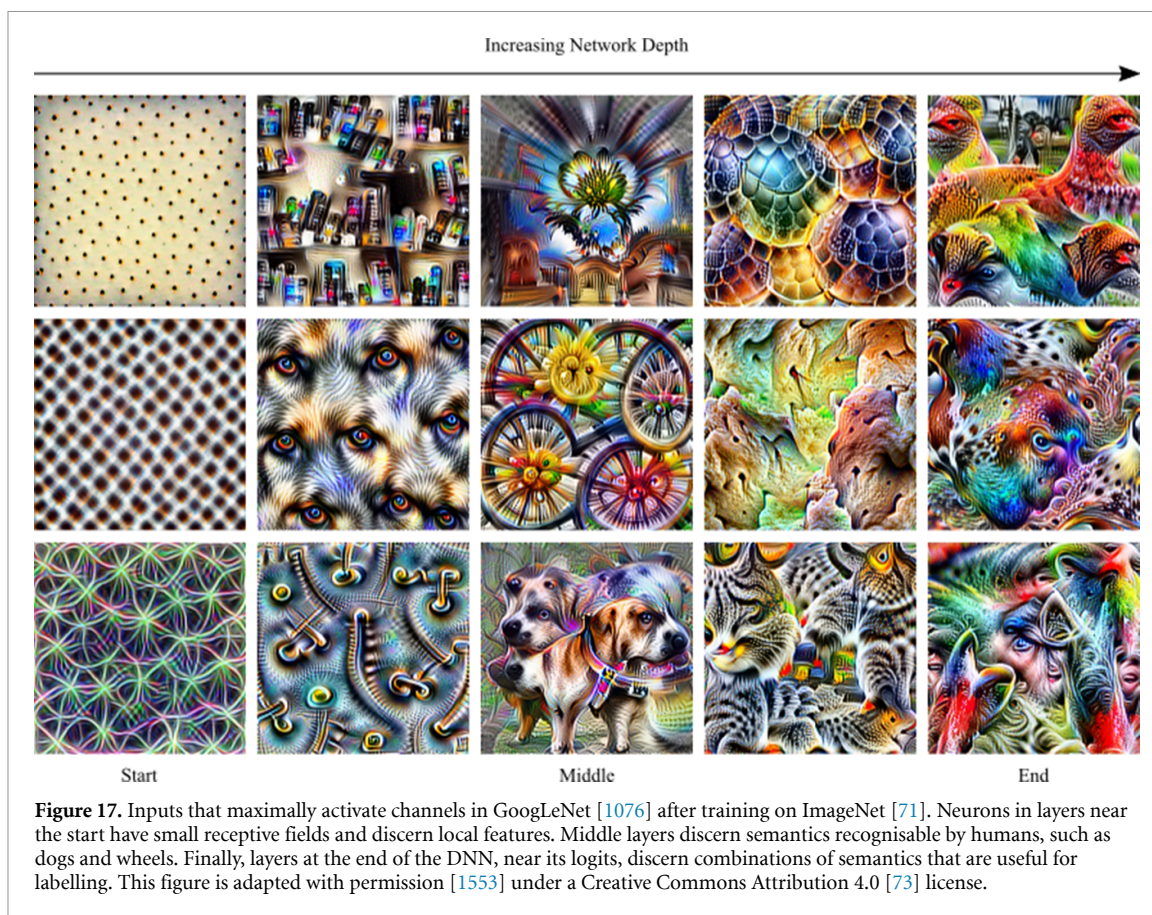 Increasing Network Depth
Start
Middle
End
Figure 17. Inputs that maximally activate channels in GoogLeNet [1076] after training on ImageNet [71]. Neurons in layers near
the start have small receptive fields and discern local features. Middle layers discern semantics recognisable by humans, such as
dogs and wheels. Finally, layers at the end of the DNN, near its logits, discern combinations of semantics that are useful for
labelling. This figure is adapted with permission [1553] under a Creative Commons Attribution 4.0 [73] license.